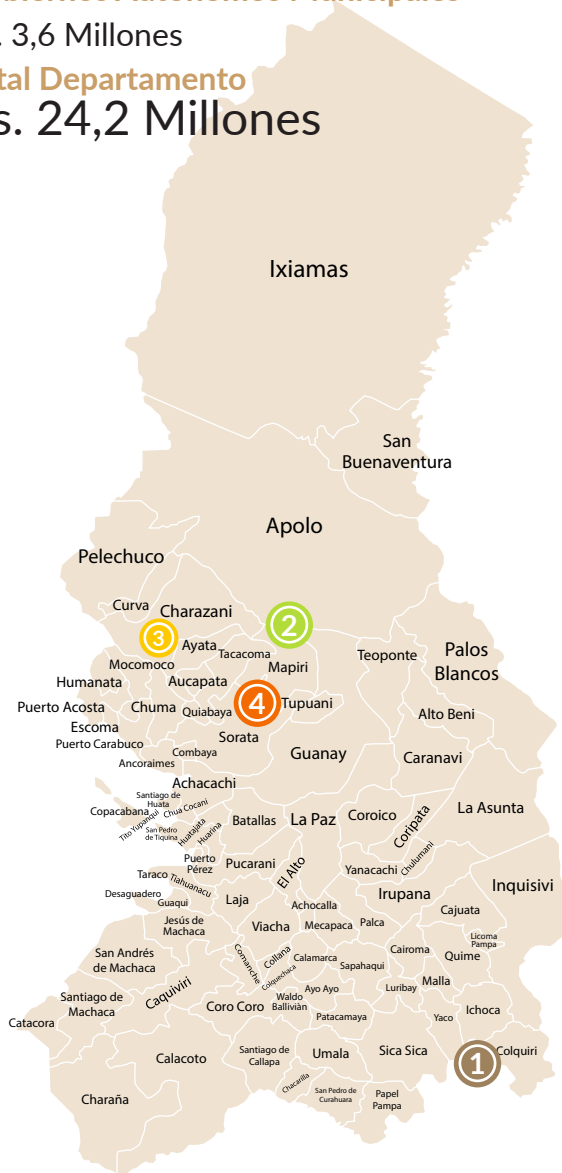 . 3,6 Millones
tal Departamento
s. 24,2 Millones
Ixiamas
San
Buenaventura
Apolo
Pelechuco
Curva
Charazani
2
3
Ayata
Tacacoma
Teoponte
Palos
Blancos
Mocomoco
Mapiri
Humanata
Aucapata
Puerto Acosta
Chuma
Quiabaya
4
Tupuani
Alto Beni
Escoma
Sorata
Puerto Carabuco
Combaya
Guanay
Caranavi
Ancoraimes
Achacachi
Santiago de
Huata
Chua Cocani
Copacabana
Tito Yupanqui
San Pedro
de Tiquina
Huatajata
Huarina
Batallas
La Paz
Coroico
Coripata
La Asunta
Puerto
Pérez
Pucarani
El Alto
Yanacachi
Chulumani
Taraco
Tiahuanacu
Irupana
Inquisivi
Desaguadero
Guaqui
Laja
Achocalla
Cajuata
Jesús de
Machaca
Viacha
Mecapaca
Palca
Licoma
Pampa
San Andrés
de Machaca
Comanche
Collana
Colquechaca
Calamarca
Sapahaqui
Cairoma
Quime
Malla
Luribay
Santiago de
Machaca
Caquiviri
Coro Coro
Waldo
Balliviàn
Ayo Ayo
Patacamaya
Yaco
Ichoca
Catacora
Calacoto
Santiago de
Callapa
Umala
Sica Sica
1
Colquiri
Charaña
Chacarilla
San Pedro de
Curahuara
Papel
Pampa